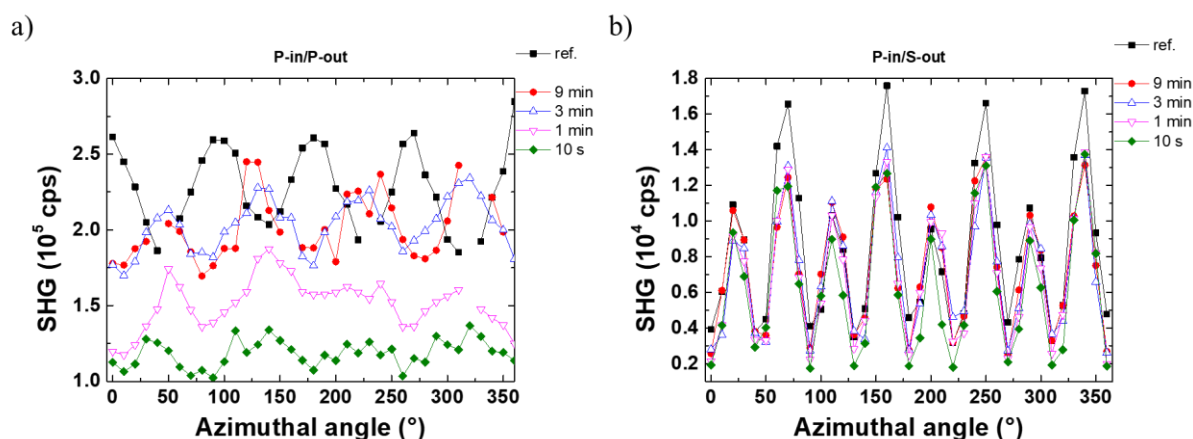 a)
P-in/P-out
ref.
9 min
3 min
1 min
10 s
3.0
2.5
2.0
1.5
1.0
SHG (10⁵ cps)
0 50 100 150 200 250 300 350
Azimuthal angle (°)
b)
P-in/S-out
ref.
9 min
3 min
1 min
10 s
1.8
1.6
1.4
1.2
1.0
0.8
0.6
0.4
0.2
SHG (10⁴ cps)
0 50 100 150 200 250 300 350
Azimuthal angle (°)